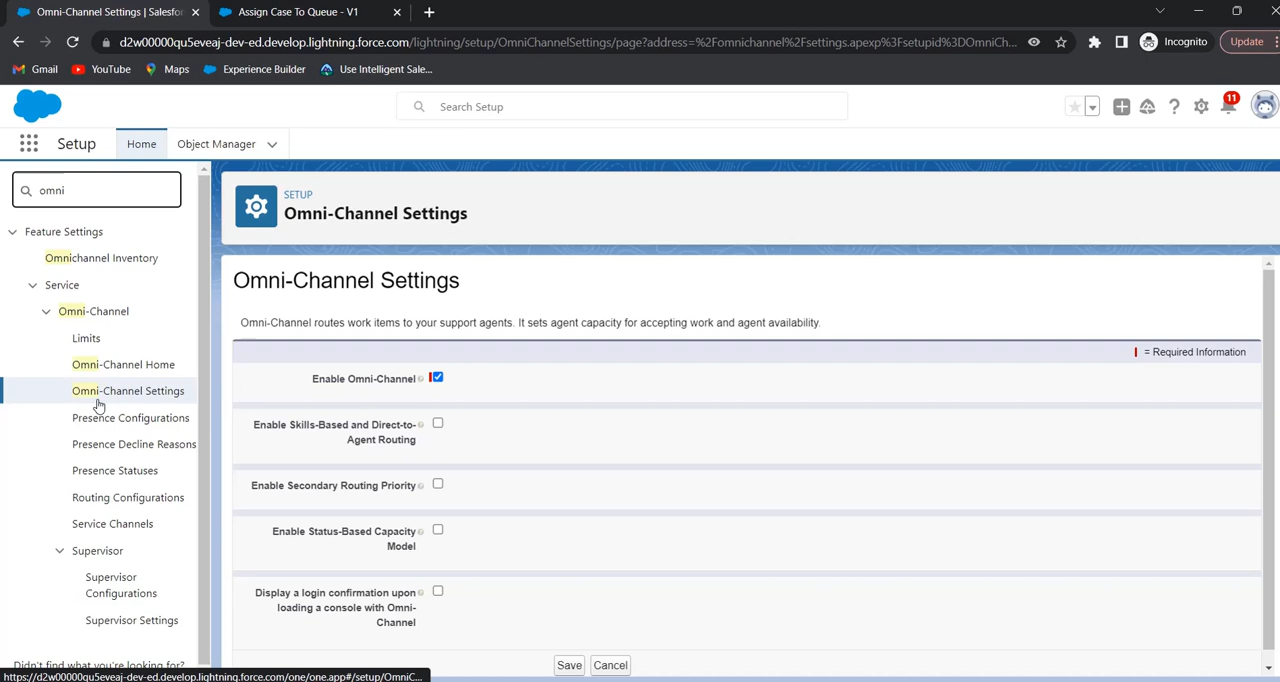 Omni-Channel Settings | Salesfor
Assign Case To Queue - V1
d2w00000qu5eveaj-dev-ed.develop.lightning.force.com/lightning/setup/OmniChannelSettings/page?address=%2Fomnichannel%2Fsettings.apexp%3Fsetupid%3DOmniCh...
Incognito
Update
Gmail
YouTube
Maps
Experience Builder
Use Intelligent Sale...
Search Setup
11
Setup
Home
Object Manager
omni
Feature Settings
Omnichannel Inventory
Service
Omni-Channel
Limits
Omni-Channel Home
Omni-Channel Settings
Presence Configurations
Presence Decline Reasons
Presence Statuses
Routing Configurations
Service Channels
Supervisor
Supervisor
Configurations
Supervisor Settings
Didn't find what you're looking for?
https://d2w00000qu5eveaj-dev-ed.develop.lightning.force.com/one/one.app#/setup/OmniC...
SETUP
Omni-Channel Settings
Omni-Channel Settings
Omni-Channel routes work items to your support agents. It sets agent capacity for accepting work and agent availability.
= Required Information
Enable Omni-Channel
Enable Skills-Based and Direct-to-
Agent Routing
Enable Secondary Routing Priority
Enable Status-Based Capacity
Model
Display a login confirmation upon
loading a console with Omni-
Channel
Save
Cancel